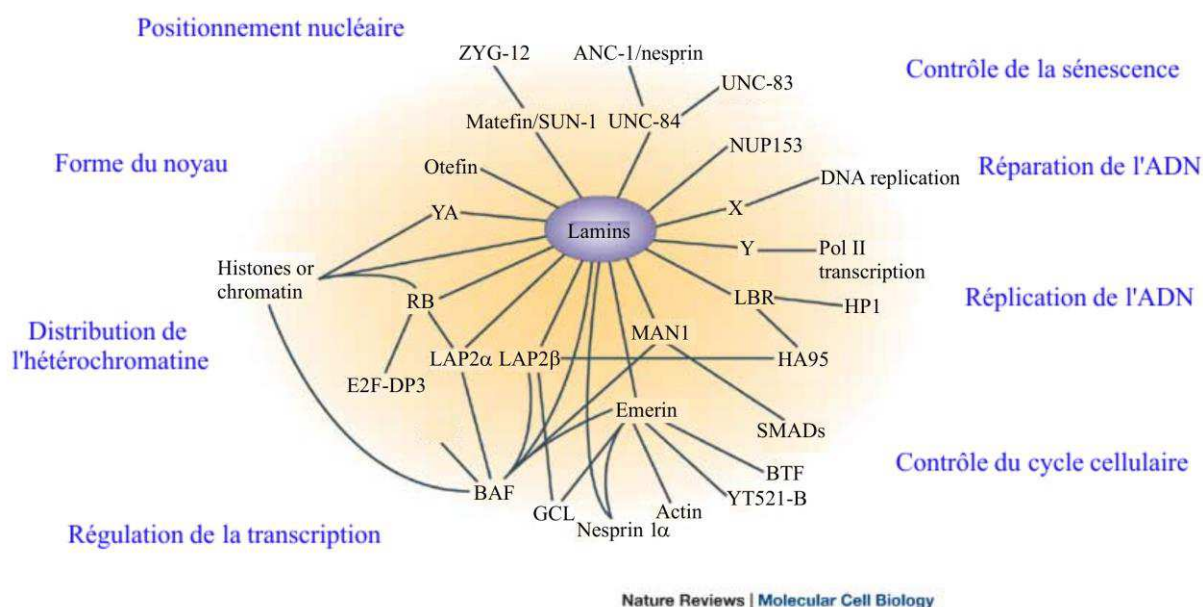 Positionnement nucléaire
ZYG-12
ANC-1/nesprin
UNC-83
Contrôle de la sénescence
Matefin/SUN-1
UNC-84
NUP153
Forme du noyau
Otefin
DNA replication
Réparation de l'ADN
YA
X
Lamins
Y
Pol II
transcription
Histones or
chromatin
RB
LBR
HP1
Réplication de l'ADN
Distribution de
l'hétérochromatine
MAN1
LAP2α
LAP2β
HA95
E2F-DP3
Emerin
SMADs
Contrôle du cycle cellulaire
BTF
BAF
YT521-B
GCL
Actin
Nesprin 1α
Régulation de la transcription
Nature Reviews | Molecular Cell Biology